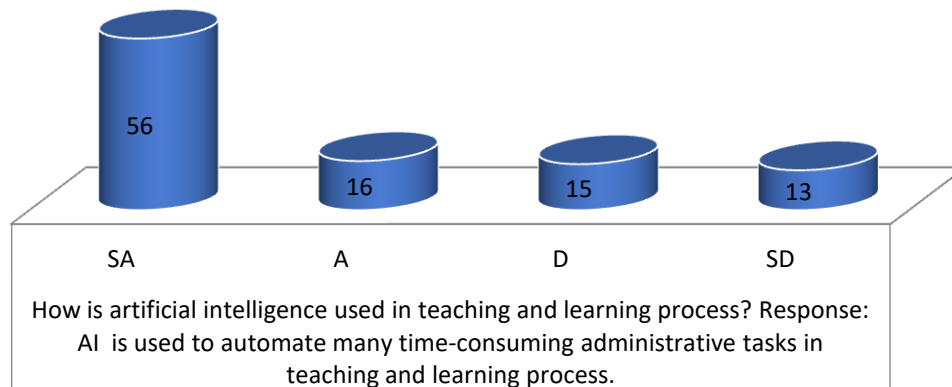 56
16
15
13
SA A D SD
How is artificial intelligence used in teaching and learning process? Response:
AI is used to automate many time-consuming administrative tasks in
teaching and learning process.